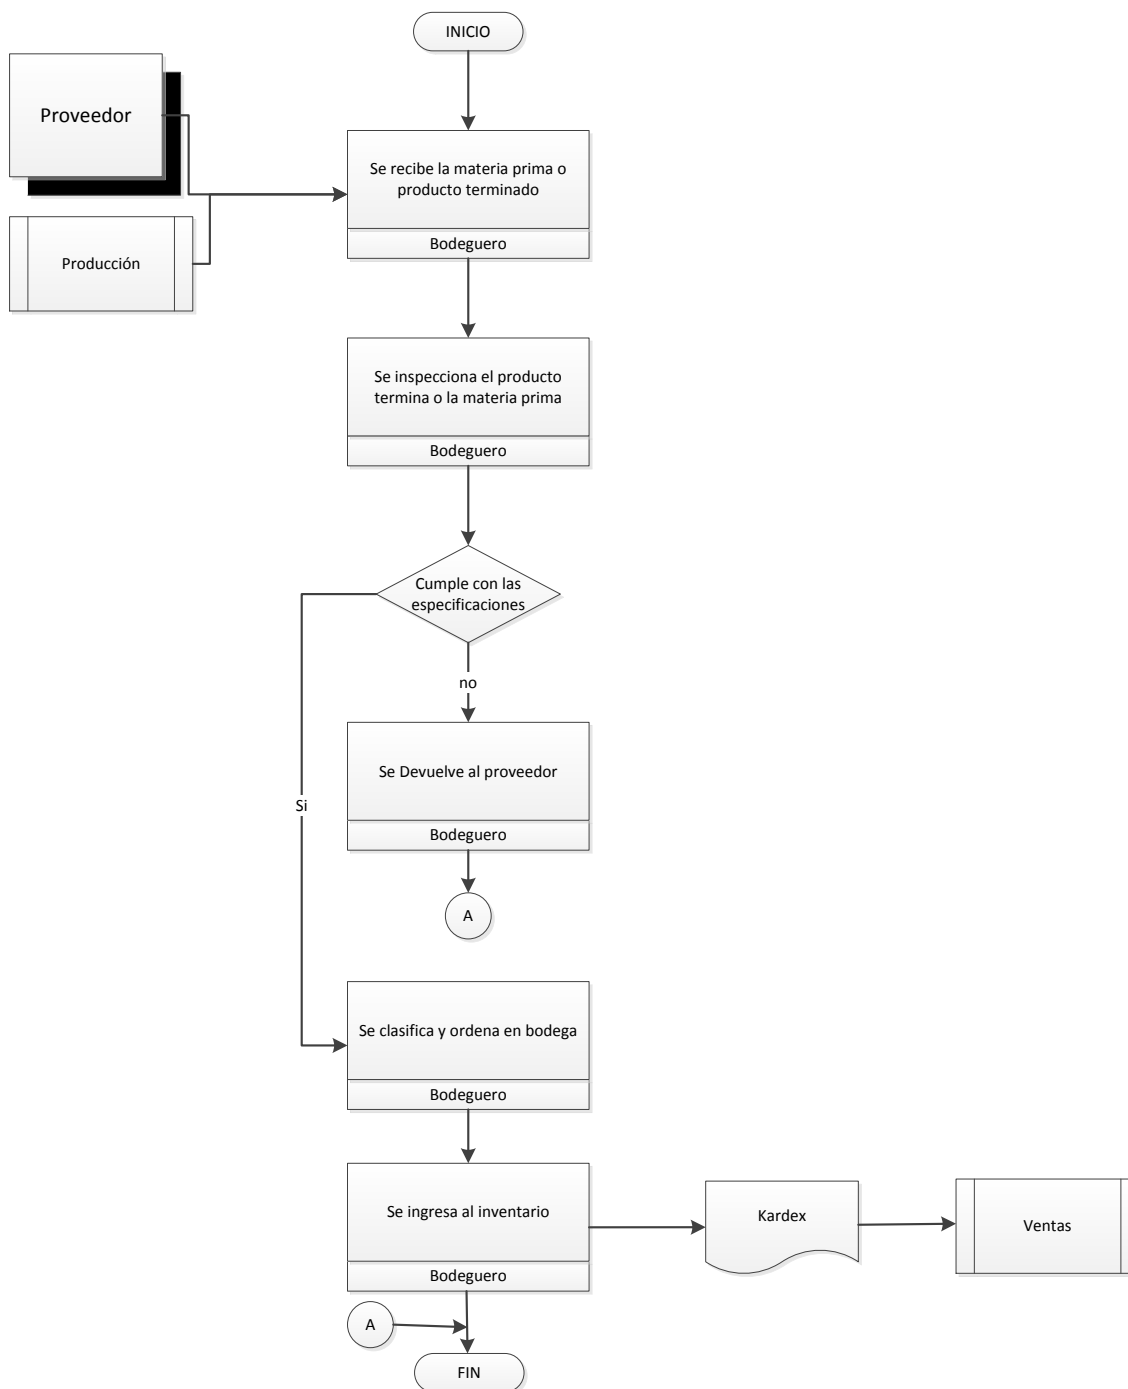 INICIO
Proveedor
Se recibe la materia prima o
producto terminado
Bodeguero
Producción
Se inspecciona el producto
termina o la materia prima
Bodeguero
Cumple con las
especificaciones
no
Se Devuelve al proveedor
Si
Bodeguero
A
Se clasifica y ordena en bodega
Bodeguero
Se ingresa al inventario
Kardex
Ventas
Bodeguero
A
FIN